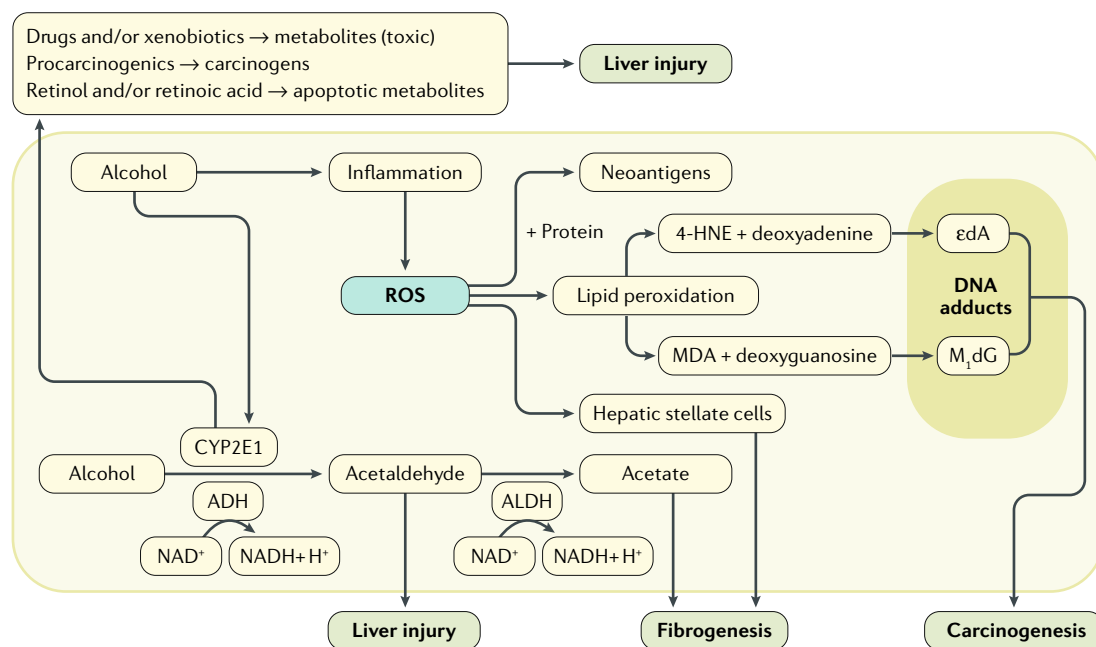 Drugs and/or xenobiotics → metabolites (toxic)
Procarcinogenics → carcinogens
Retinol and/or retinoic acid → apoptotic metabolites
Liver injury
Alcohol
Inflammation
Neoantigens
+ Protein
4-HNE + deoxyadenine
εdA
ROS
Lipid peroxidation
DNA
adducts
MDA + deoxyguanosine
M₁dG
Hepatic stellate cells
CYP2E1
Alcohol
Acetaldehyde
Acetate
ADH
ALDH
NAD⁺
NADH+ H⁺
NAD⁺
NADH+ H⁺
Liver injury
Fibrogenesis
Carcinogenesis